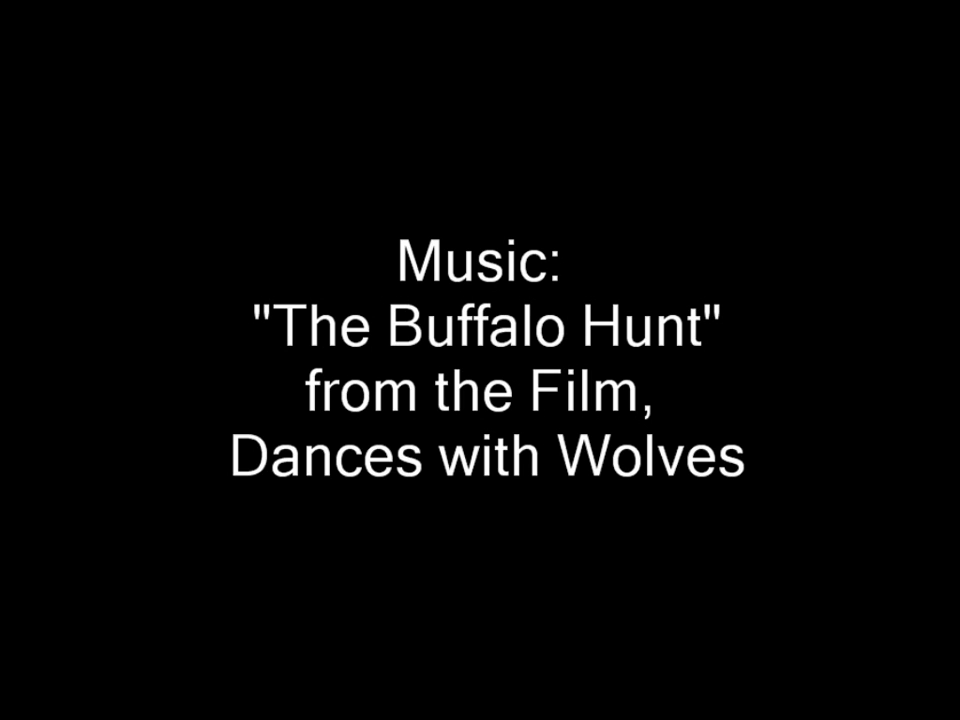 Music:
"The Buffalo Hunt"
from the Film,
Dances with Wolves